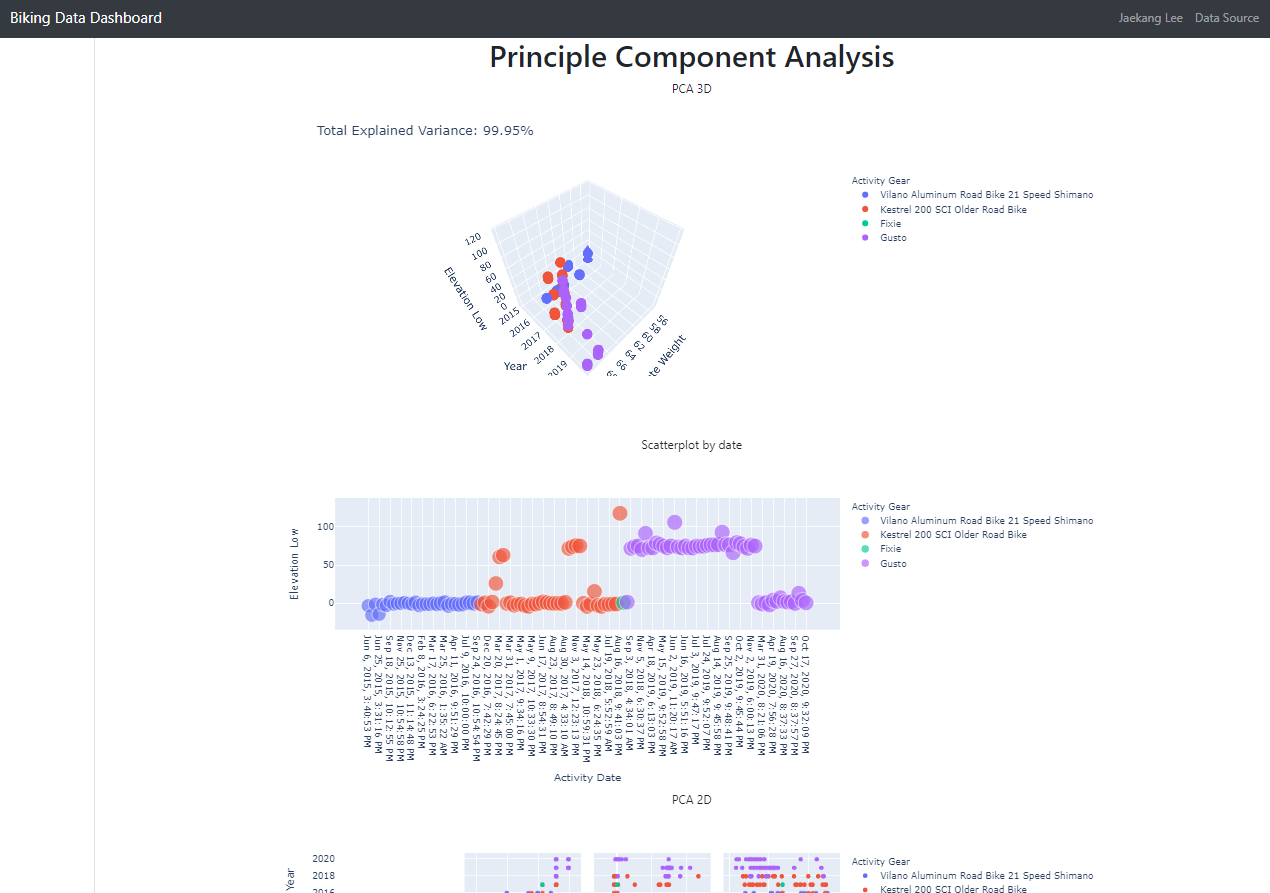 Biking Data Dashboard
Jaekang Lee Data Source
Principle Component Analysis
PCA 3D
Total Explained Variance: 99.95%
Activity Gear
Vilano Aluminum Road Bike 21 Speed Shimano
Kestrel 200 SCI Older Road Bike
Fixie
Gusto
120
100
80
60
40
20
0
Elevation Low
2015
2016
2017
2018
2019
Year
Scatterplot by date
Activity Gear
Vilano Aluminum Road Bike 21 Speed Shimano
Kestrel 200 SCI Older Road Bike
Fixie
Gusto
Elevation Low
100
50
0
Jun 6, 2015, 3:40:53 PM
Jun 25, 2015, 3:31:16 PM
Sep 18, 2015, 10:12:55 PM
Nov 25, 2015, 10:54:58 PM
Dec 13, 2015, 11:14:48 PM
Feb 8, 2016, 3:24:25 PM
Mar 17, 2016, 6:22:53 PM
Mar 25, 2016, 1:35:22 AM
Apr 11, 2016, 9:51:29 PM
Jul 9, 2016, 10:00:00 PM
Sep 24, 2016, 10:54:54 PM
Dec 20, 2016, 7:42:29 PM
Mar 20, 2017, 8:24:45 PM
Mar 31, 2017, 7:45:00 PM
May 1, 2017, 9:34:16 PM
May 9, 2017, 10:33:30 PM
Jun 17, 2017, 8:54:31 PM
Aug 23, 2017, 8:49:10 PM
Aug 30, 2017, 4:33:10 AM
Nov 3, 2017, 12:23:13 PM
May 14, 2018, 10:59:31 PM
May 23, 2018, 6:24:35 PM
Jul 19, 2018, 5:52:59 AM
Aug 16, 2018, 9:41:03 PM
Sep 3, 2018, 4:34:01 AM
Nov 5, 2018, 6:30:37 PM
Apr 18, 2019, 6:13:03 PM
May 15, 2019, 9:52:58 PM
Jun 2, 2019, 11:20:17 AM
Jun 16, 2019, 5:51:16 PM
Jul 3, 2019, 9:47:17 PM
Jul 24, 2019, 9:52:07 PM
Aug 14, 2019, 9:45:58 PM
Sep 25, 2019, 9:48:41 PM
Oct 2, 2019, 9:45:44 PM
Nov 2, 2019, 6:00:13 PM
Mar 31, 2020, 8:21:06 PM
Apr 19, 2020, 7:56:28 PM
Aug 16, 2020, 8:37:33 PM
Sep 27, 2020, 8:37:57 PM
Oct 17, 2020, 9:32:09 PM
Activity Date
PCA 2D
Year
2020
2018
Activity Gear
Vilano Aluminum Road Bike 21 Speed Shimano
Kestrel 200 SCI Older Road Bike